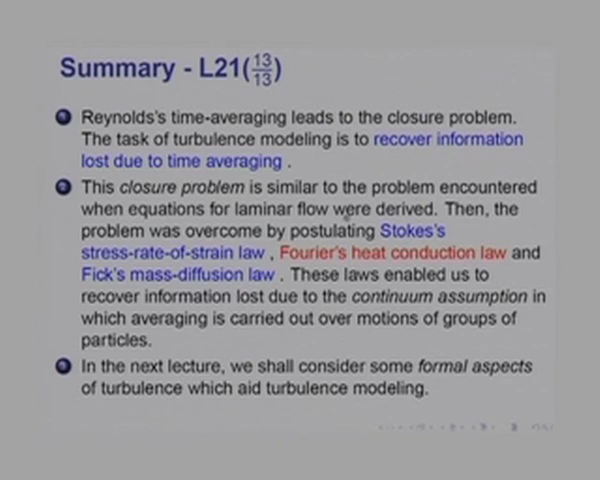 Summary - L21(13/13)
1 Reynolds's time-averaging leads to the closure problem.
The task of turbulence modeling is to recover information
lost due to time averaging .
2 This closure problem is similar to the problem encountered
when equations for laminar flow were derived. Then, the
problem was overcome by postulating Stokes's
stress-rate-of-strain law , Fourier's heat conduction law and
Fick's mass-diffusion law . These laws enabled us to
recover information lost due to the continuum assumption in
which averaging is carried out over motions of groups of
particles.
3 In the next lecture, we shall consider some formal aspects
of turbulence which aid turbulence modeling.